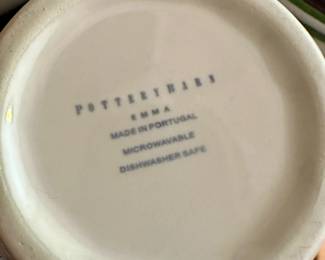 POTTERYBARN
EMMA
MADE IN PORTUGAL
MICROWAVABLE
DISHWASHER SAFE